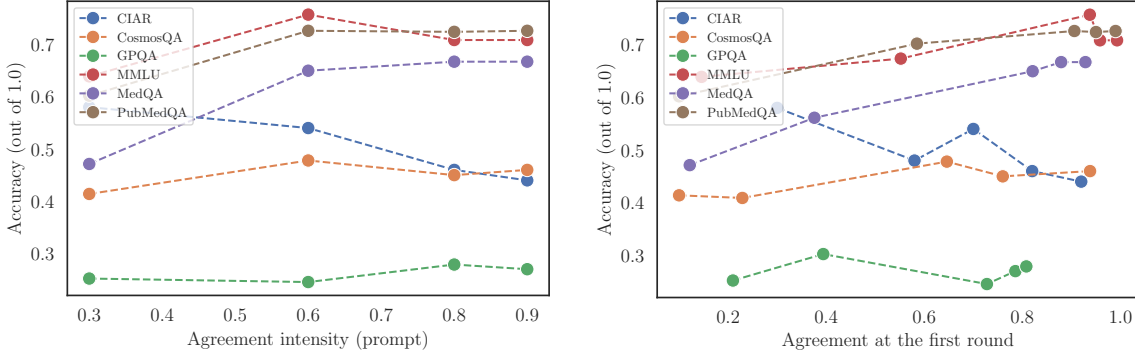 CIAR
CosmosQA
GPQA
MMLU
MedQA
PubMedQA
0.7
0.6
0.5
0.4
0.3
Accuracy (out of 1.0)
0.3 0.4 0.5 0.6 0.7 0.8 0.9
Agreement intensity (prompt)
CIAR
CosmosQA
GPQA
MMLU
MedQA
PubMedQA
0.7
0.6
0.5
0.4
0.3
Accuracy (out of 1.0)
0.2 0.4 0.6 0.8 1.0
Agreement at the first round